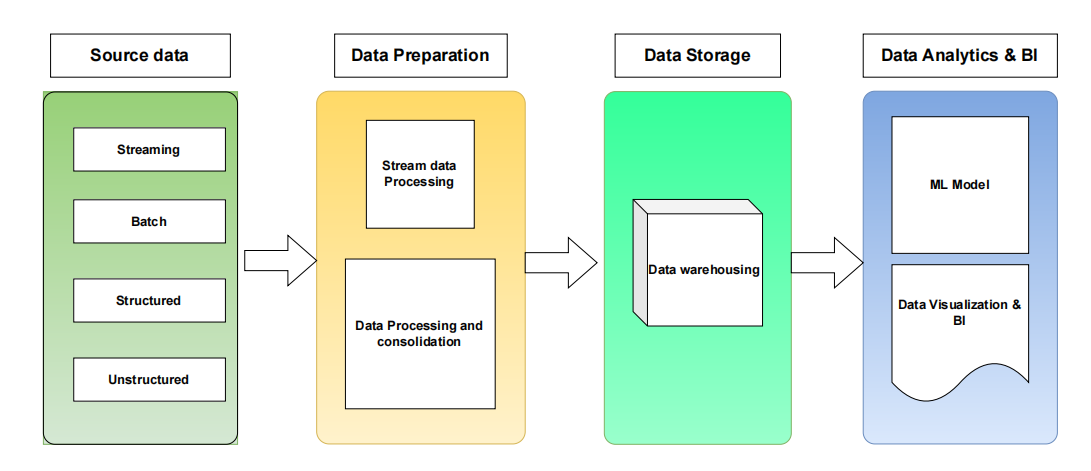 Source data
Data Preparation
Data Storage
Data Analytics & BI
Streaming
Batch
Structured
Unstructured
Stream data
Processing
Data Processing and
consolidation
Data warehousing
ML Model
Data Visualization &
BI